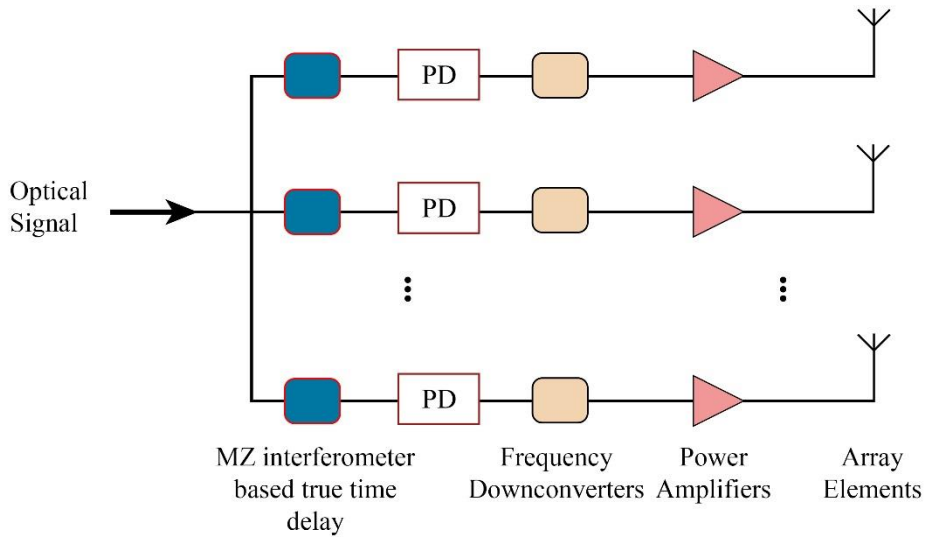 PD
Optical
Signal
PD
PD
MZ interferometer
based true time
delay
Frequency
Downconverters
Power
Amplifiers
Array
Elements